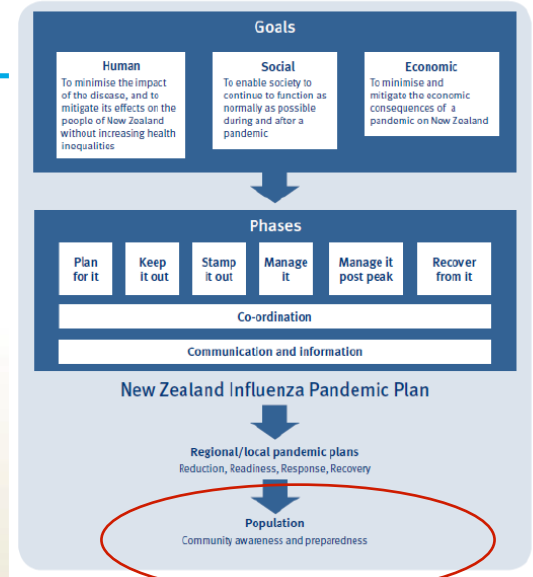 Goals
Human
To minimise the impact
of the disease, and to
mitigate its effects on the
people of New Zealand
without increasing health
inequalities
Social
To enable society to
continue to function as
normally as possible
during and after a
pandemic
Economic
To minimise and
mitigate the economic
consequences of a
pandemic on New Zealand
Phases
Plan
for it
Keep
it out
Stamp
it out
Manage
it
Manage it
post peak
Recover
from it
Co-ordination
Communication and information
New Zealand Influenza Pandemic Plan
Regional/local pandemic plans
Reduction, Readiness, Response, Recovery
Population
Community awareness and preparedness